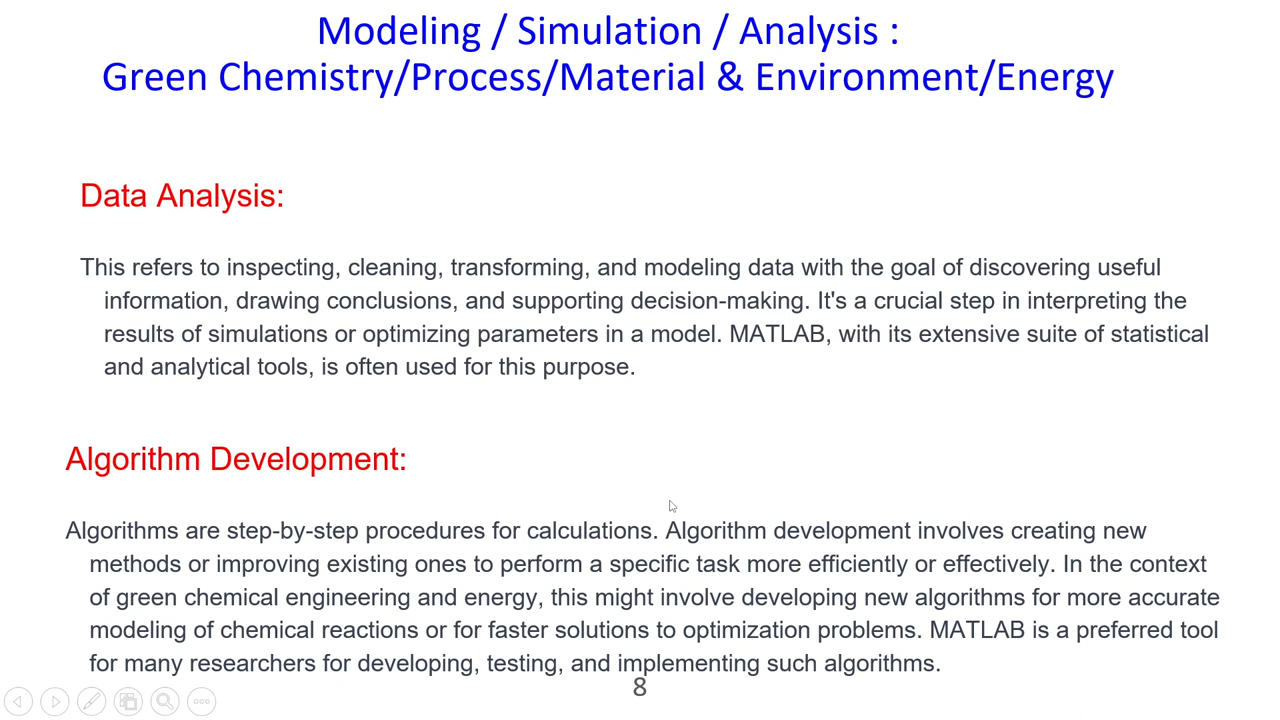 Modeling / Simulation / Analysis :
Green Chemistry/Process/Material & Environment/Energy
Data Analysis:
This refers to inspecting, cleaning, transforming, and modeling data with the goal of discovering useful
information, drawing conclusions, and supporting decision-making. It's a crucial step in interpreting the
results of simulations or optimizing parameters in a model. MATLAB, with its extensive suite of statistical
and analytical tools, is often used for this purpose.
Algorithm Development:
Algorithms are step-by-step procedures for calculations. Algorithm development involves creating new
methods or improving existing ones to perform a specific task more efficiently or effectively. In the context
of green chemical engineering and energy, this might involve developing new algorithms for more accurate
modeling of chemical reactions or for faster solutions to optimization problems. MATLAB is a preferred tool
for many researchers for developing, testing, and implementing such algorithms.
8